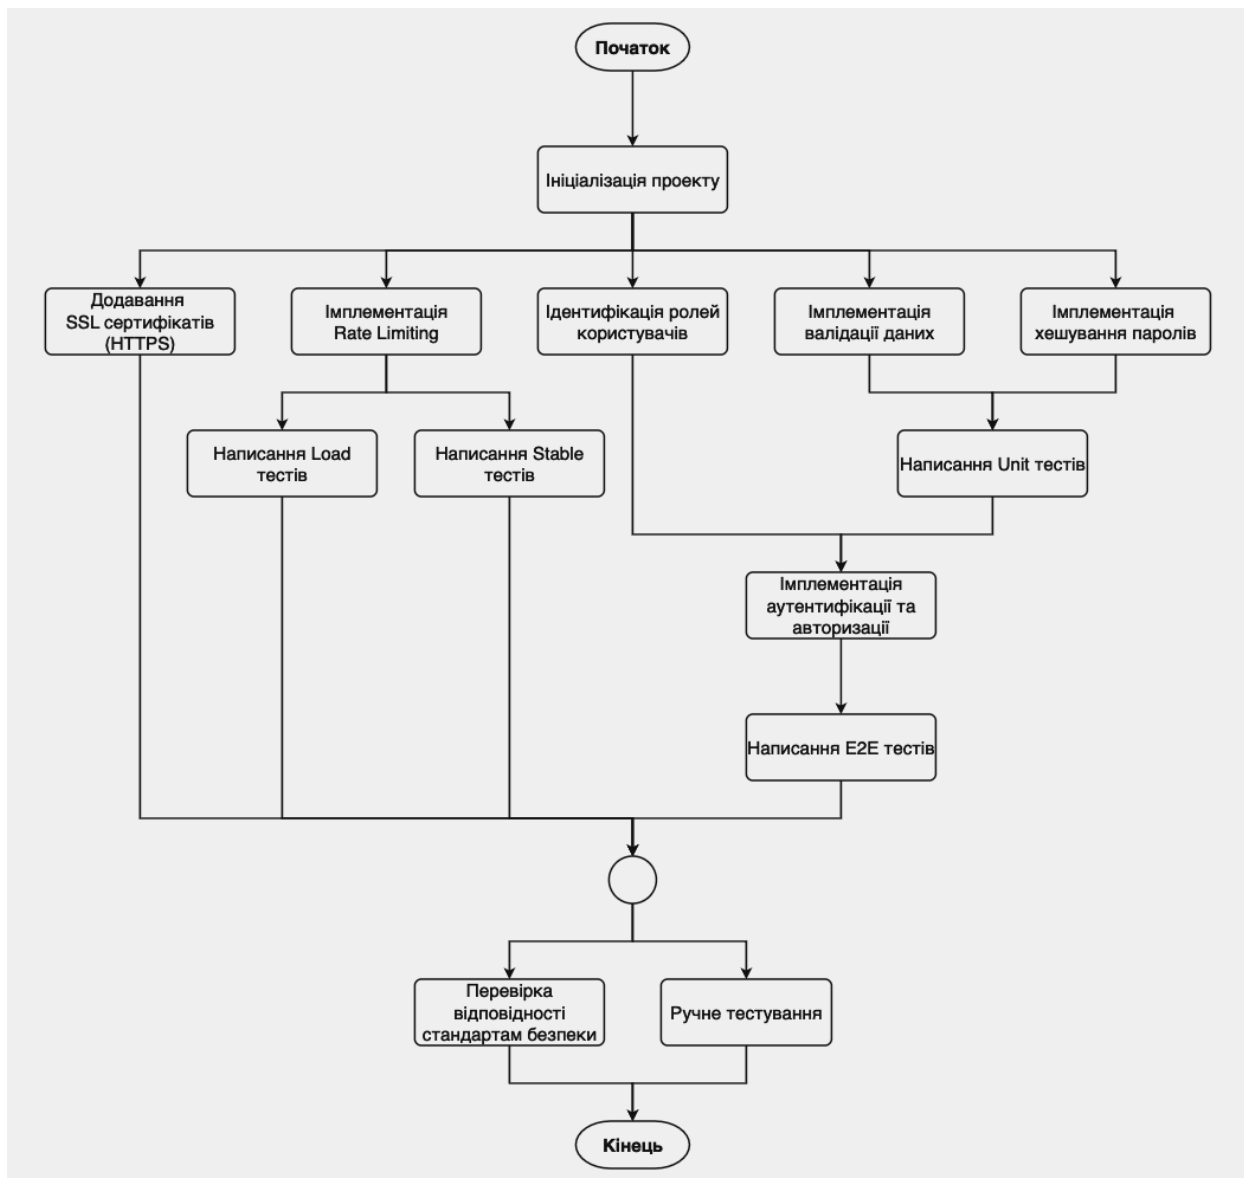 Початок
Ініціалізація проекту
Додавання
SSL сертифікатів
(HTTPS)
Імплементація
Rate Limiting
Ідентифікація ролей
користувачів
Імплементація
валідації даних
Імплементація
хешування паролів
Написання Load
тестів
Написання Stable
тестів
Написання Unit тестів
Імплементація
аутентифікації та
авторизації
Написання E2E тестів
Перевірка
відповідності
стандартам безпеки
Ручне тестування
Кінець